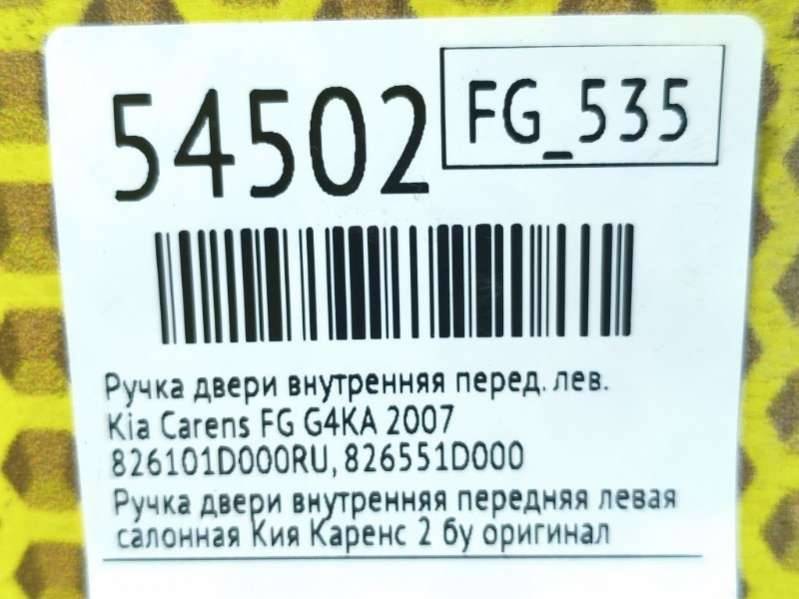 54502
FG_535
Ручка двери внутренняя перед. лев.
Kia Carens FG G4KA 2007
826101D000RU, 826551D000
Ручка двери внутренняя передняя левая
салонная Кия Каренс 2 бу оригинал